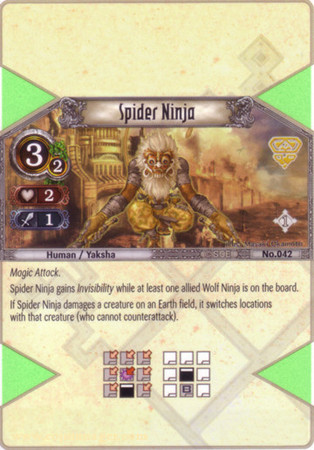 Spider Ninja
3
2
2
1
1
Human / Yaksha
CODEX
No.042
Magic Attack.
Spider Ninja gains Invisibility while at least one allied Wolf Ninja is on the board.
If Spider Ninja damages a creature on an Earth field, it switches locations
with that creature (who cannot counterattack).